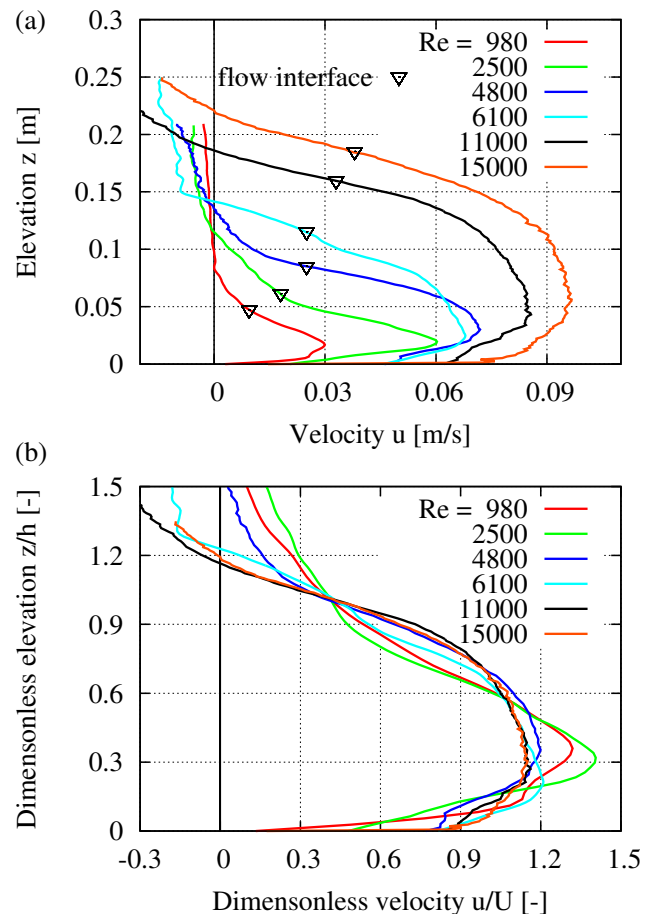 (a)
0.3
Re = 980
0.25
flow interface
2500
4800
0.2
6100
11000
0.15
15000
0.1
0.05
0
Elevation z [m]
0 0.03 0.06 0.09
Velocity u [m/s]
(b)
1.5
Re = 980
2500
1.2
4800
6100
11000
0.9
15000
0.6
0.3
0
Dimensonless elevation z/h [-]
-0.3 0 0.3 0.6 0.9 1.2 1.5
Dimensonless velocity u/U [-]